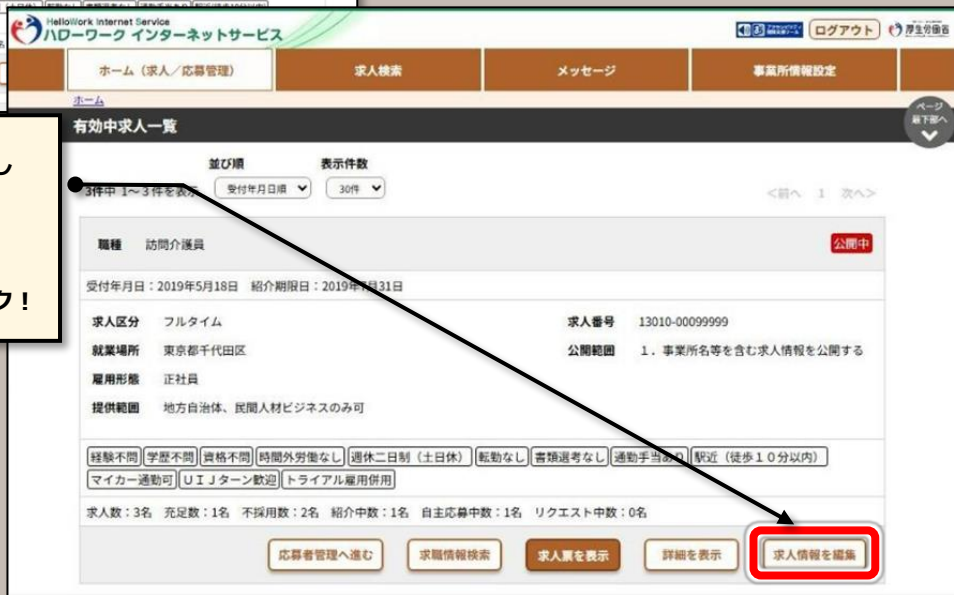 HelloWork Internet Service
ハローワーク インターネットサービス
ログアウト
厚生労働省
ホーム（求人／応募管理）
求人検索
メッセージ
事業所情報設定
ホーム
ページ
最下部へ
有効中求人一覧
並び順
表示件数
3件中 1～3件を表示
受付年月日順
30件
<前へ 1 次へ>
職種 訪問介護員
公開中
受付年月日：2019年5月18日 紹介期限日：2019年7月31日
求人区分 フルタイム
求人番号 13010-00099999
就業場所 東京都千代田区
公開範囲 1．事業所名等を含む求人情報を公開する
雇用形態 正社員
提供範囲 地方自治体、民間人材ビジネスのみ可
経験不問 学歴不問 資格不問 時間外労働なし 週休二日制（土日休） 転勤なし 書類選考なし 通勤手当あり 駅近（徒歩１０分以内）
マイカー通勤可 ＵＩＪターン歓迎 トライアル雇用併用
求人数：3名 充足数：1名 不採用数：2名 紹介中数：1名 自主応募中数：1名 リクエスト中数：0名
応募者管理へ進む
求職情報検索
求人票を表示
詳細を表示
求人情報を編集
し
ク！